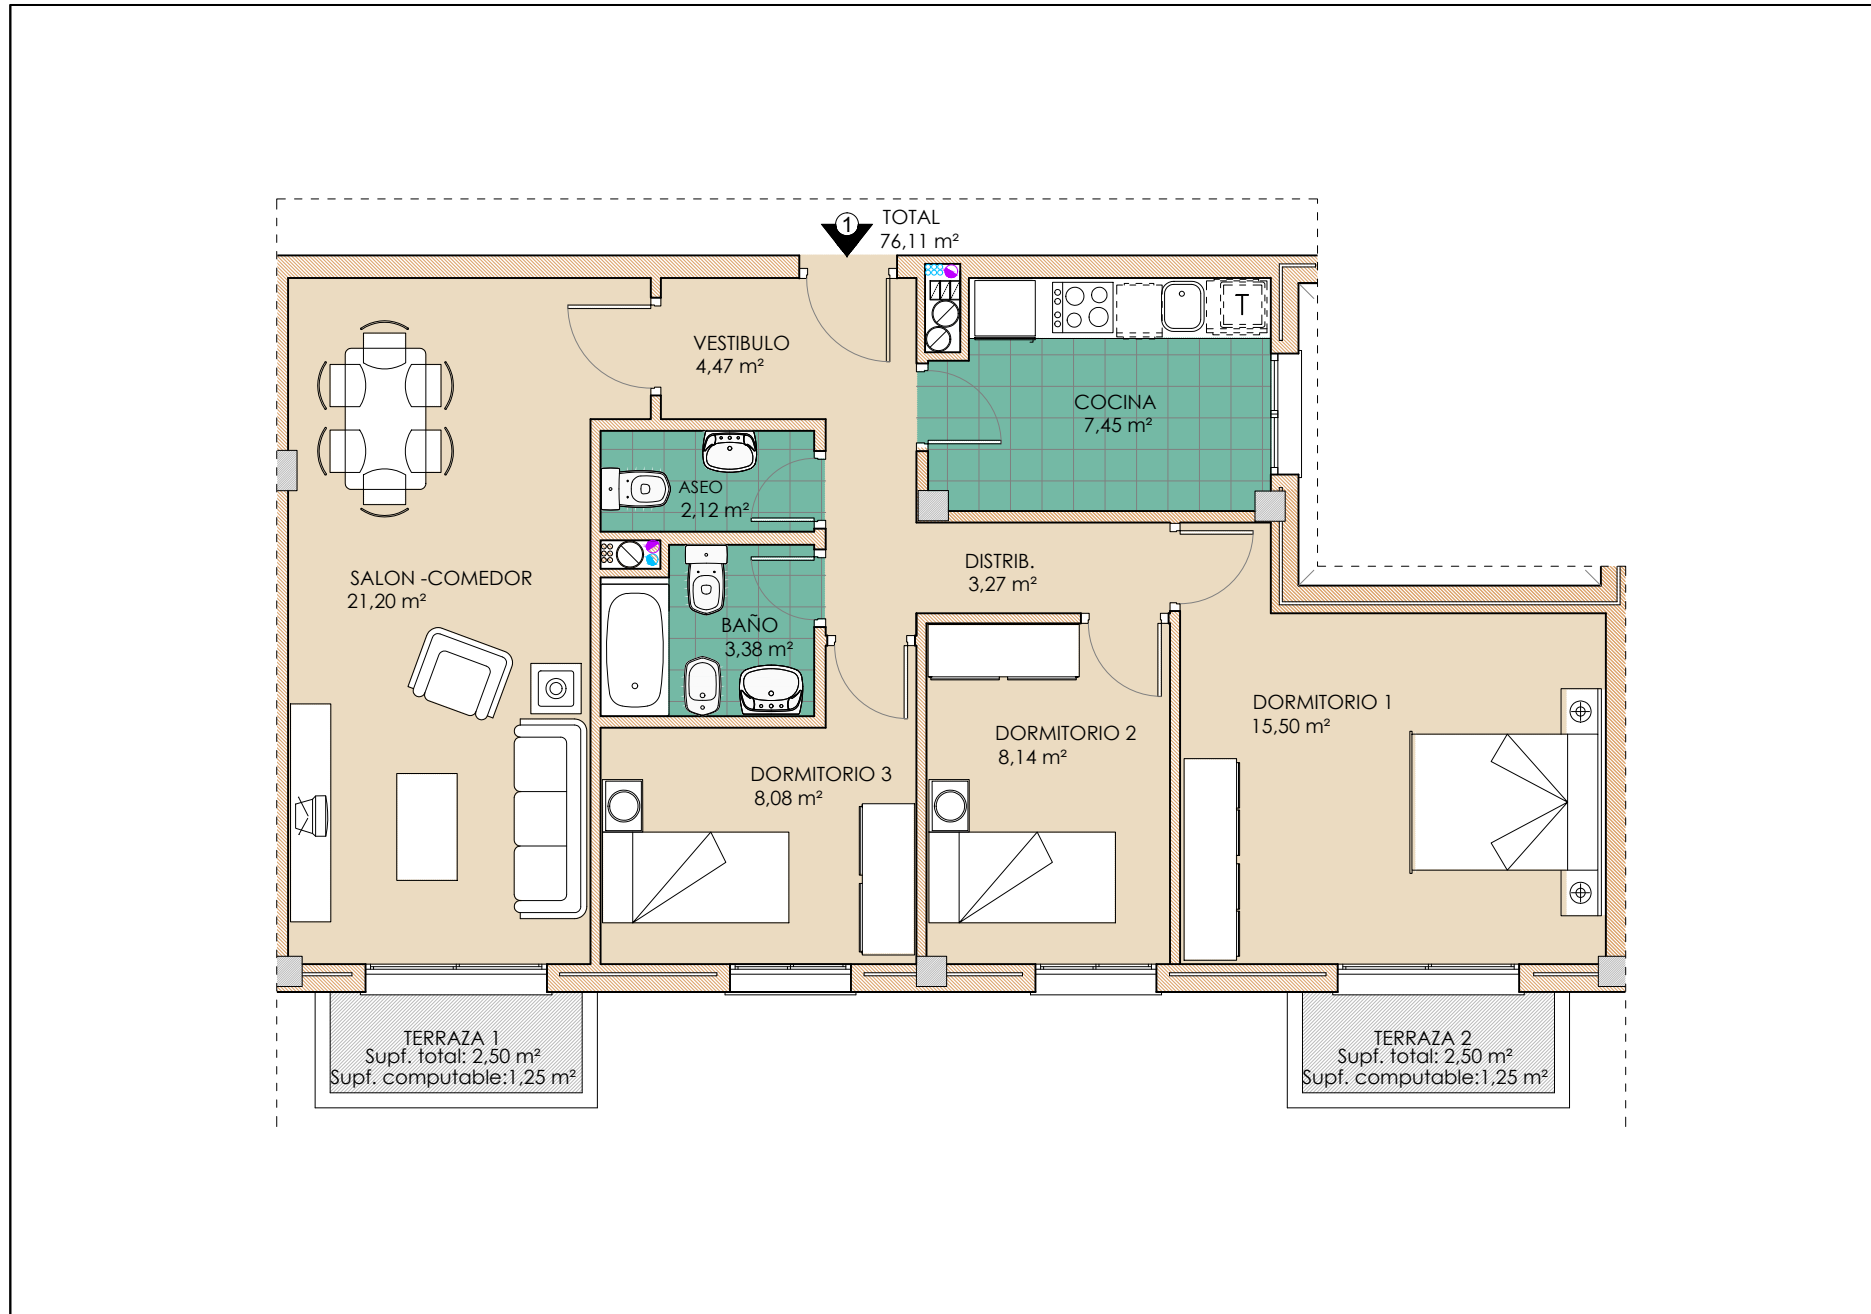 1
TOTAL
76,11 m²
VESTIBULO
4,47 m²
T
COCINA
7,45 m²
ASEO
2,12 m²
SALON -COMEDOR
21,20 m²
DISTRIB.
3,27 m²
BAÑO
3,38 m²
DORMITORIO 1
15,50 m²
DORMITORIO 2
8,14 m²
DORMITORIO 3
8,08 m²
TERRAZA 1
Supf. total: 2,50 m²
Supf. computable:1,25 m²
TERRAZA 2
Supf. total: 2,50 m²
Supf. computable:1,25 m²